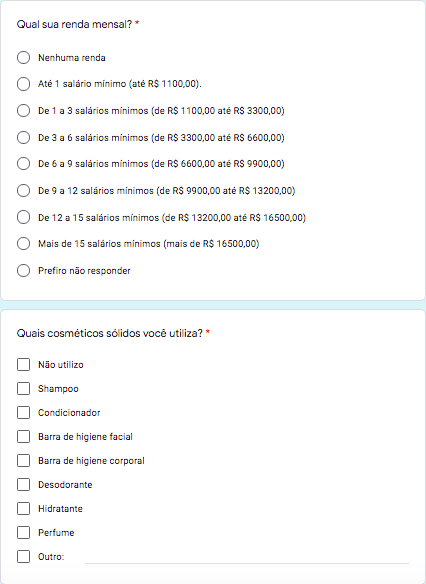 Qual sua renda mensal? *
Nenhuma renda
Até 1 salário mínimo (até R$ 1100,00).
De 1 a 3 salários mínimos (de R$ 1100,00 até R$ 3300,00)
De 3 a 6 salários mínimos (de R$ 3300,00 até R$ 6600,00)
De 6 a 9 salários mínimos (de R$ 6600,00 até R$ 9900,00)
De 9 a 12 salários mínimos (de R$ 9900,00 até R$ 13200,00)
De 12 a 15 salários mínimos (de R$ 13200,00 até R$ 16500,00)
Mais de 15 salários mínimos (mais de R$ 16500,00)
Prefiro não responder
Quais cosméticos sólidos você utiliza? *
Não utilizo
Shampoo
Condicionador
Barra de higiene facial
Barra de higiene corporal
Desodorante
Hidratante
Perfume
Outro: